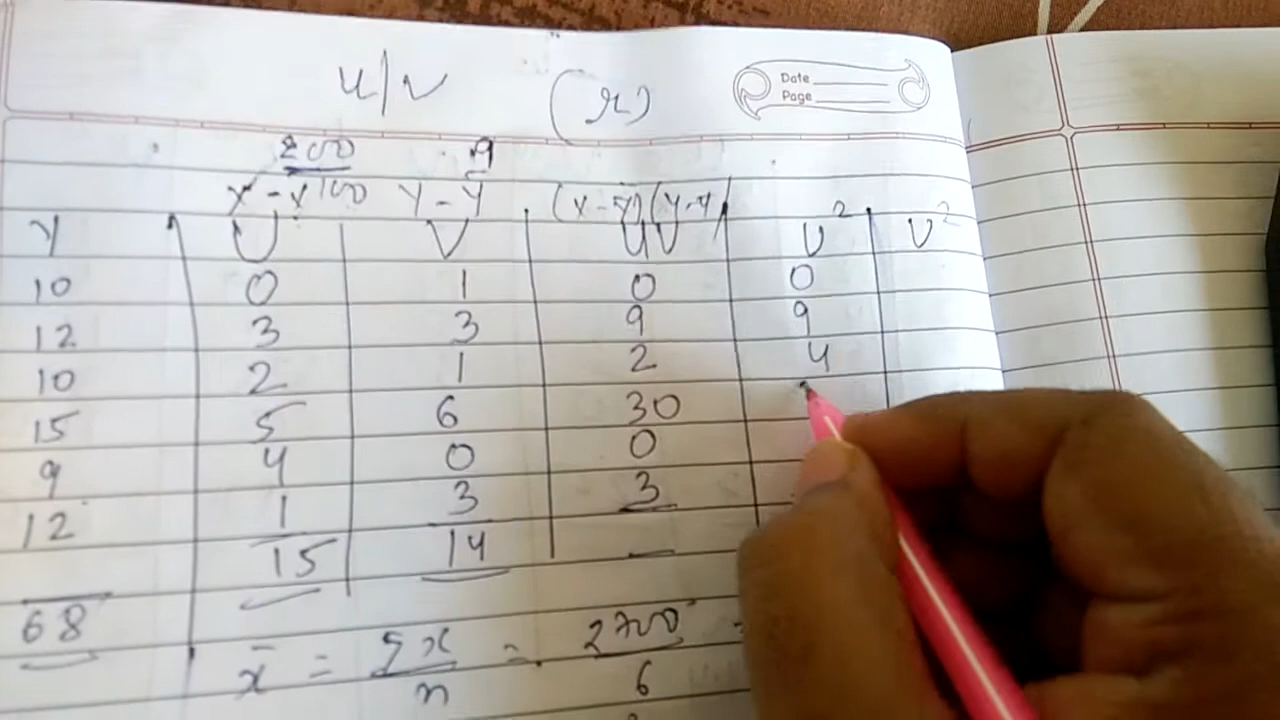 u/v (r)
Date
Page
200 9
x - x 100 y - y (x-x̄)(y-y)
y U V UV U² V²
10 0 1 0 0
12 3 3 9 9
10 2 1 2 4
15 5 6 30
9 4 0 0
12 1 3 3
15 14
68
x̄ = Σx/n = 2700/6